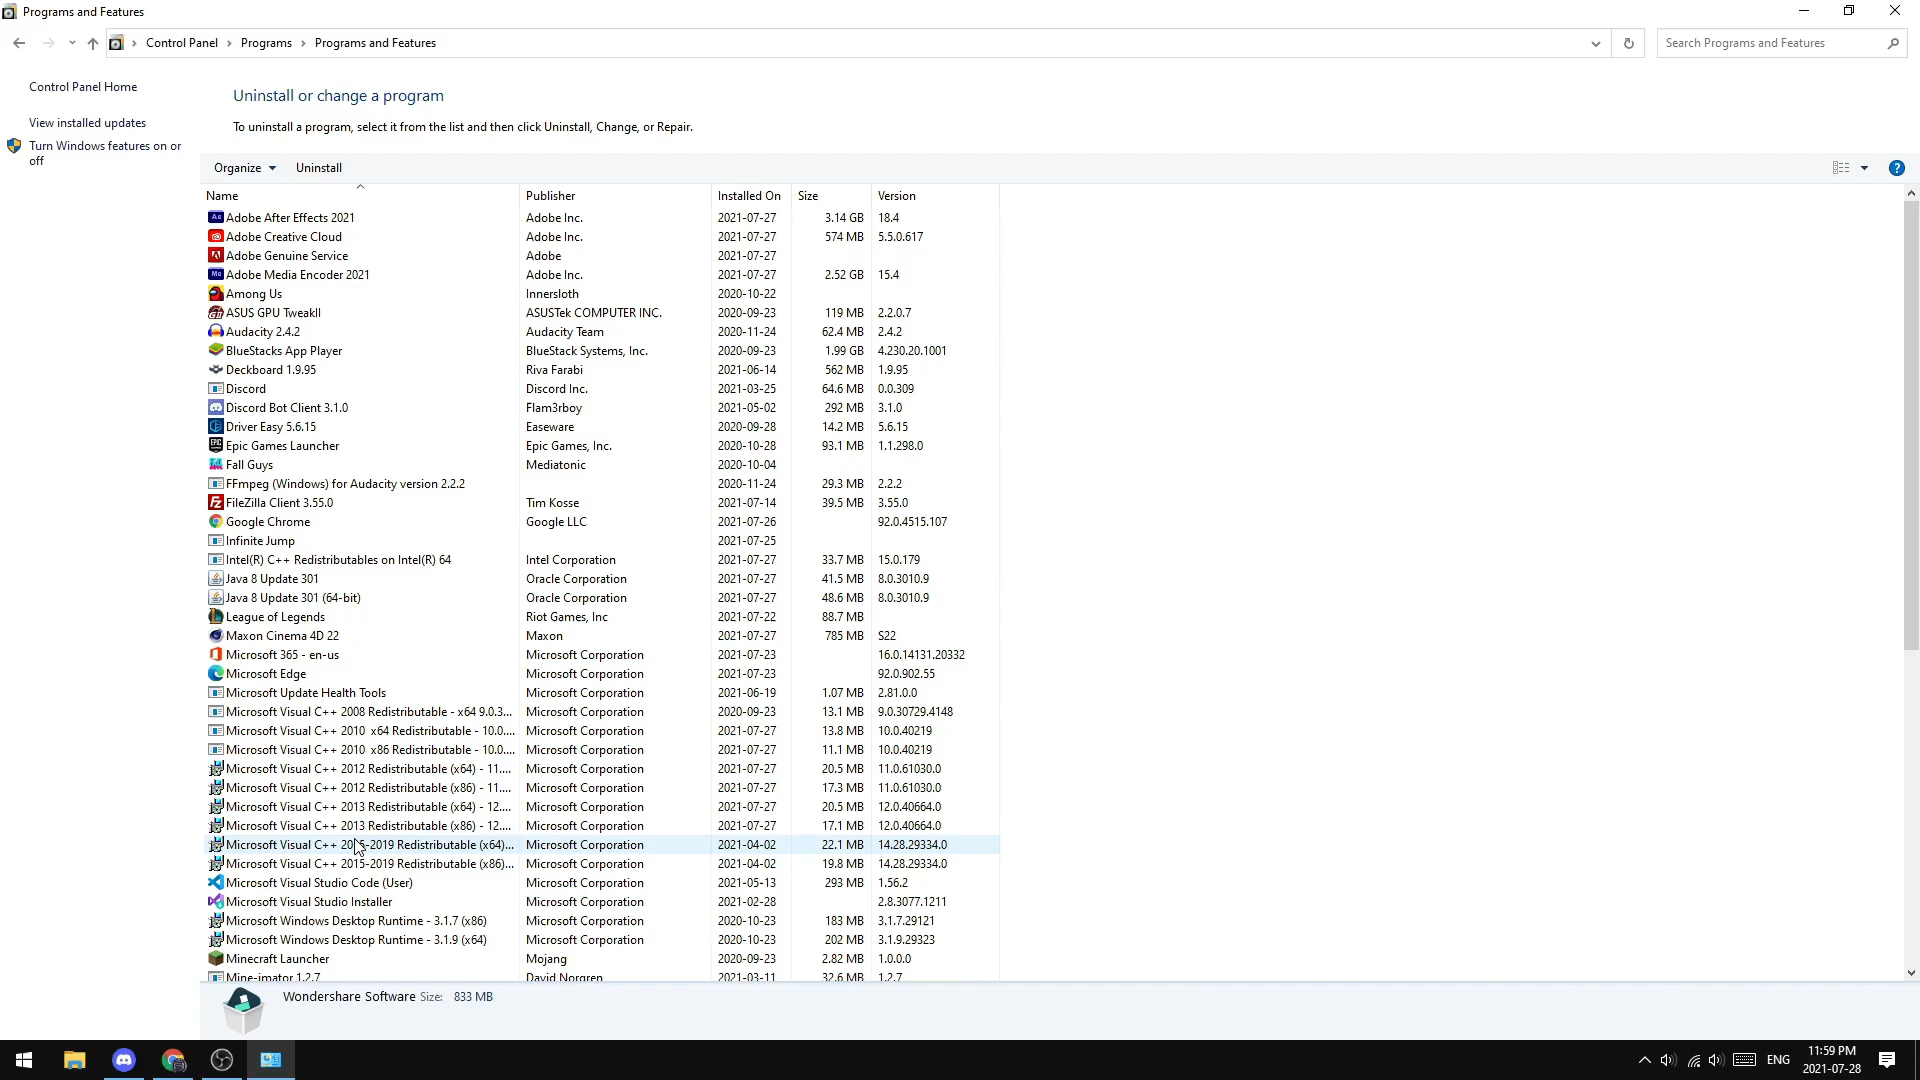 Programs and Features
Control Panel > Programs > Programs and Features
Search Programs and Features
Control Panel Home
View installed updates
Turn Windows features on or
off
Uninstall or change a program
To uninstall a program, select it from the list and then click Uninstall, Change, or Repair.
Organize Uninstall
Name Publisher Installed On Size Version
Adobe After Effects 2021 Adobe Inc. 2021-07-27 3.14 GB 18.4
Adobe Creative Cloud Adobe Inc. 2021-07-27 574 MB 5.5.0.617
Adobe Genuine Service Adobe 2021-07-27
Adobe Media Encoder 2021 Adobe Inc. 2021-07-27 2.52 GB 15.4
Among Us Innersloth 2020-10-22
ASUS GPU TweakII ASUSTek COMPUTER INC. 2020-09-23 119 MB 2.2.0.7
Audacity 2.4.2 Audacity Team 2020-11-24 62.4 MB 2.4.2
BlueStacks App Player BlueStack Systems, Inc. 2020-09-23 1.99 GB 4.230.20.1001
Deckboard 1.9.95 Riva Farabi 2021-06-14 562 MB 1.9.95
Discord Discord Inc. 2021-03-25 64.6 MB 0.0.309
Discord Bot Client 3.1.0 Flam3rboy 2021-05-02 292 MB 3.1.0
Driver Easy 5.6.15 Easeware 2020-09-28 14.2 MB 5.6.15
Epic Games Launcher Epic Games, Inc. 2020-10-28 93.1 MB 1.1.298.0
Fall Guys Mediatonic 2020-10-04
FFmpeg (Windows) for Audacity version 2.2.2 2020-11-24 29.3 MB 2.2.2
FileZilla Client 3.55.0 Tim Kosse 2021-07-14 39.5 MB 3.55.0
Google Chrome Google LLC 2021-07-26 92.0.4515.107
Infinite Jump 2021-07-25
Intel(R) C++ Redistributables on Intel(R) 64 Intel Corporation 2021-07-27 33.7 MB 15.0.179
Java 8 Update 301 Oracle Corporation 2021-07-27 41.5 MB 8.0.3010.9
Java 8 Update 301 (64-bit) Oracle Corporation 2021-07-27 48.6 MB 8.0.3010.9
League of Legends Riot Games, Inc 2021-07-22 88.7 MB
Maxon Cinema 4D 22 Maxon 2021-07-27 785 MB S22
Microsoft 365 - en-us Microsoft Corporation 2021-07-23 16.0.14131.20332
Microsoft Edge Microsoft Corporation 2021-07-23 92.0.902.55
Microsoft Update Health Tools Microsoft Corporation 2021-06-19 1.07 MB 2.81.0.0
Microsoft Visual C++ 2008 Redistributable - x64 9.0.3... Microsoft Corporation 2020-09-23 13.1 MB 9.0.30729.4148
Microsoft Visual C++ 2010 x64 Redistributable - 10.0.... Microsoft Corporation 2021-07-27 13.8 MB 10.0.40219
Microsoft Visual C++ 2010 x86 Redistributable - 10.0.... Microsoft Corporation 2021-07-27 11.1 MB 10.0.40219
Microsoft Visual C++ 2012 Redistributable (x64) - 11.... Microsoft Corporation 2021-07-27 20.5 MB 11.0.61030.0
Microsoft Visual C++ 2012 Redistributable (x86) - 11.... Microsoft Corporation 2021-07-27 17.3 MB 11.0.61030.0
Microsoft Visual C++ 2013 Redistributable (x64) - 12.... Microsoft Corporation 2021-07-27 20.5 MB 12.0.40664.0
Microsoft Visual C++ 2013 Redistributable (x86) - 12.... Microsoft Corporation 2021-07-27 17.1 MB 12.0.40664.0
Microsoft Visual C++ 2015-2019 Redistributable (x64)... Microsoft Corporation 2021-04-02 22.1 MB 14.28.29334.0
Microsoft Visual C++ 2015-2019 Redistributable (x86)... Microsoft Corporation 2021-04-02 19.8 MB 14.28.29334.0
Microsoft Visual Studio Code (User) Microsoft Corporation 2021-05-13 293 MB 1.56.2
Microsoft Visual Studio Installer Microsoft Corporation 2021-02-28 2.8.3077.1211
Microsoft Windows Desktop Runtime - 3.1.7 (x86) Microsoft Corporation 2020-10-23 183 MB 3.1.7.29121
Microsoft Windows Desktop Runtime - 3.1.9 (x64) Microsoft Corporation 2020-10-23 202 MB 3.1.9.29323
Minecraft Launcher Mojang 2020-09-23 2.82 MB 1.0.0.0
Mine-imator 1.2.7 David Norgren 2021-03-11 32.6 MB 1.2.7
Wondershare Software Size: 833 MB
ENG 11:59 PM
2021-07-28